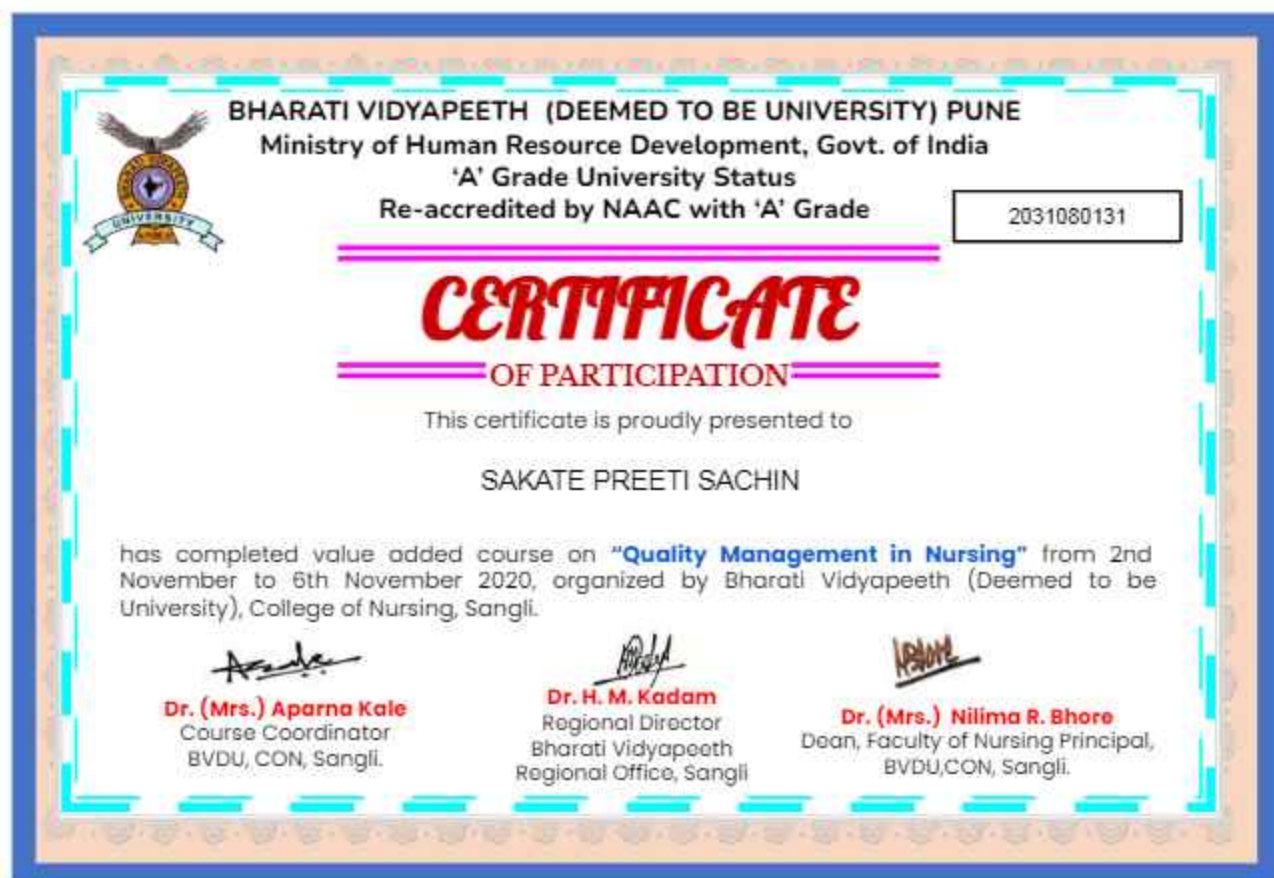 BHARATI VIDYAPEETH (DEEMED TO BE UNIVERSITY) PUNE
Ministry of Human Resource Development, Govt. of India
‘A’ Grade University Status
Re-accredited by NAAC with ‘A’ Grade
2031080131
BHARATI VIDYAPEETH
UNIVERSITY
CERTIFICATE
OF PARTICIPATION
This certificate is proudly presented to
SAKATE PREETI SACHIN
has completed value added course on “Quality Management in Nursing” from 2nd
November to 6th November 2020, organized by Bharati Vidyapeeth (Deemed to be
University), College of Nursing, Sangli.
Dr. (Mrs.) Aparna Kale
Course Coordinator
BVDU, CON, Sangli.
Dr. H. M. Kadam
Regional Director
Bharati Vidyapeeth
Regional Office, Sangli
Dr. (Mrs.) Nilima R. Bhore
Dean, Faculty of Nursing Principal,
BVDU,CON, Sangli.